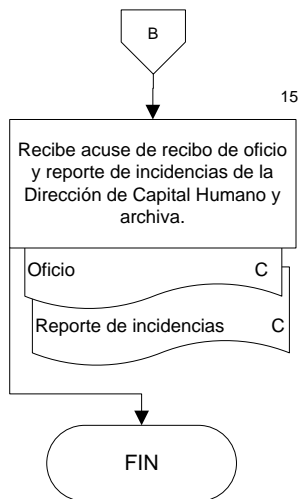 B
15
Recibe acuse de recibo de oficio
y reporte de incidencias de la
Dirección de Capital Humano y
archiva.
Oficio C
Reporte de incidencias C
FIN